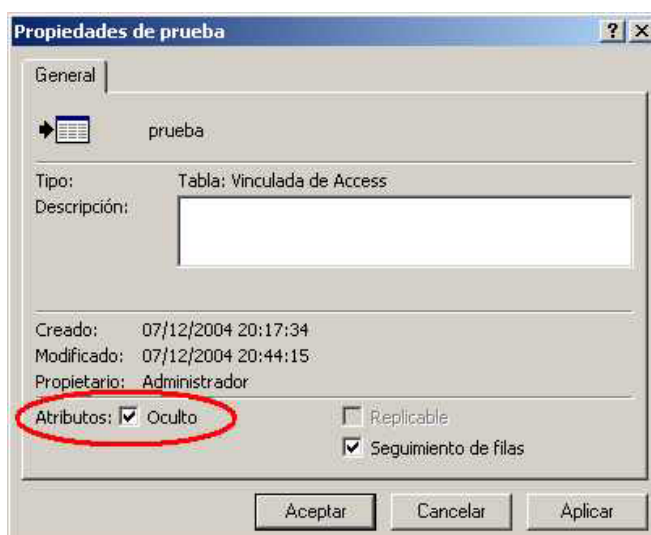 Propiedades de prueba
General
prueba
Tipo: Tabla: Vinculada de Access
Descripción:
Creado: 07/12/2004 20:17:34
Modificado: 07/12/2004 20:44:15
Propietario: Administrador
Atributos: Oculto Replicable
Seguimiento de filas
Aceptar Cancelar Aplicar